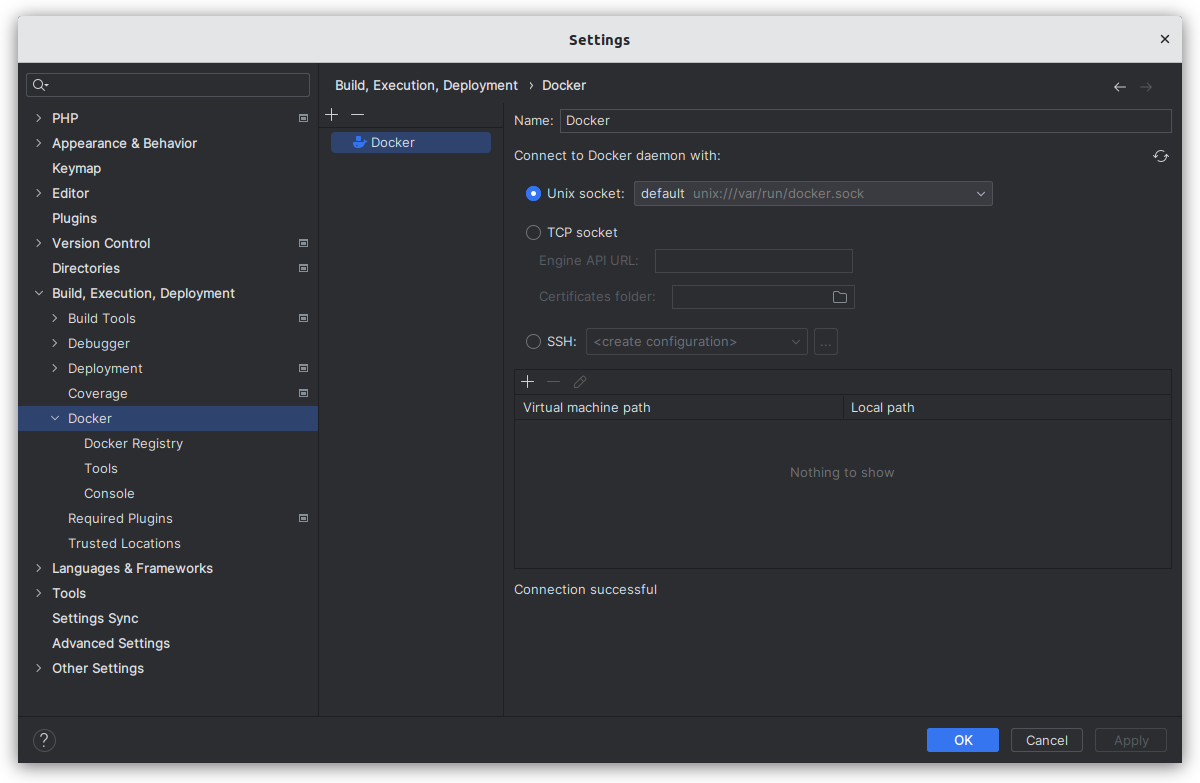 Settings
PHP
Appearance & Behavior
Keymap
Editor
Plugins
Version Control
Directories
Build, Execution, Deployment
Build Tools
Debugger
Deployment
Coverage
Docker
Docker Registry
Tools
Console
Required Plugins
Trusted Locations
Languages & Frameworks
Tools
Settings Sync
Advanced Settings
Other Settings
Build, Execution, Deployment › Docker
Docker
Name: Docker
Connect to Docker daemon with:
Unix socket: default unix:///var/run/docker.sock
TCP socket
Engine API URL:
Certificates folder:
SSH: <create configuration> ...
Virtual machine path Local path
Nothing to show
Connection successful
? OK Cancel Apply